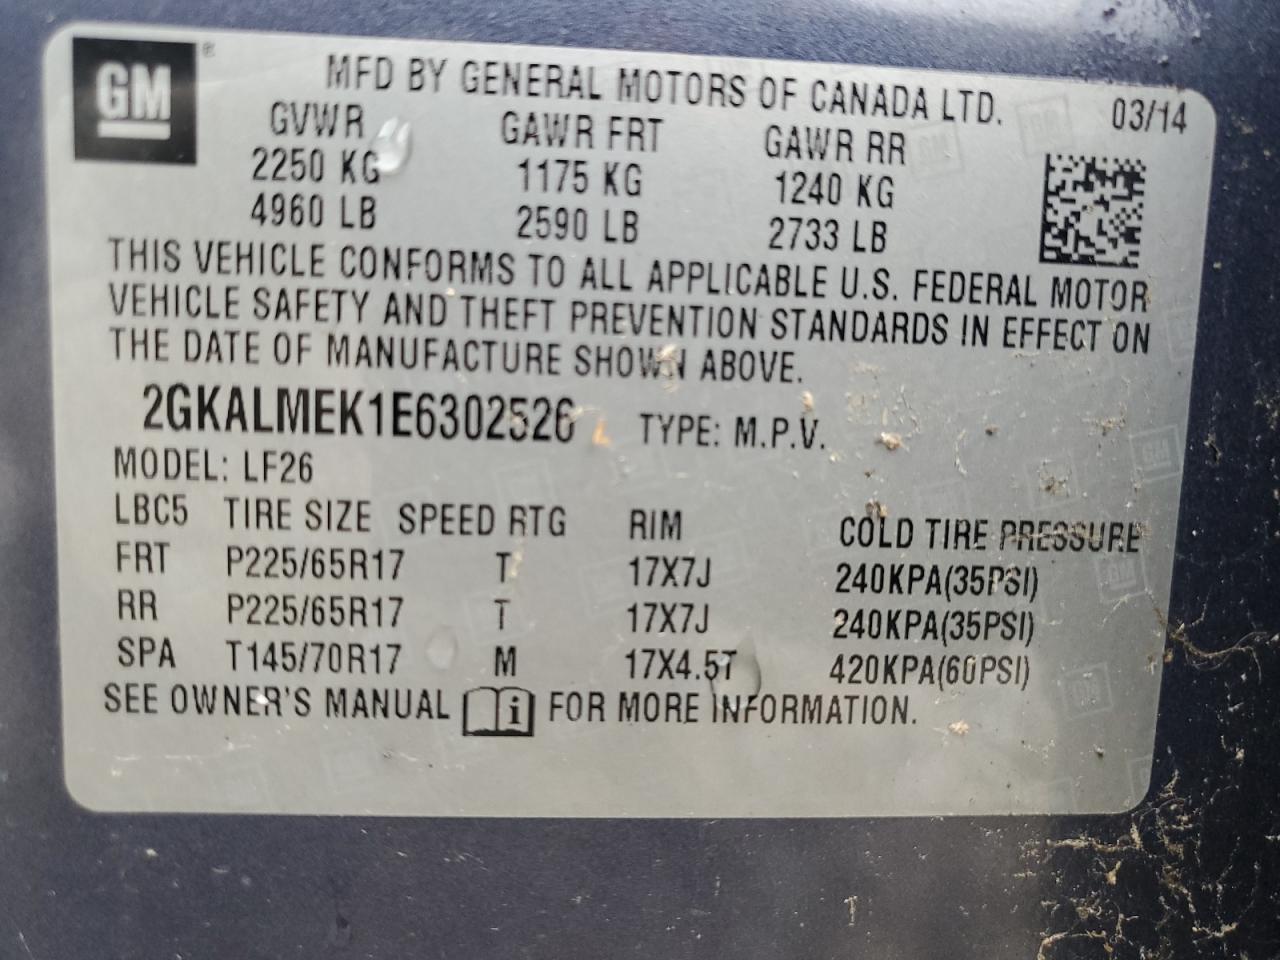 GM ®
MFD BY GENERAL MOTORS OF CANADA LTD. 03/14
GVWR GAWR FRT GAWR RR
2250 KG 1175 KG 1240 KG
4960 LB 2590 LB 2733 LB
THIS VEHICLE CONFORMS TO ALL APPLICABLE U.S. FEDERAL MOTOR
VEHICLE SAFETY AND THEFT PREVENTION STANDARDS IN EFFECT ON
THE DATE OF MANUFACTURE SHOWN ABOVE.
2GKALMEK1E6302526 TYPE: M.P.V.
MODEL: LF26
LBC5 TIRE SIZE SPEED RTG RIM COLD TIRE PRESSURE
FRT P225/65R17 T 17X7J 240KPA(35PSI)
RR P225/65R17 T 17X7J 240KPA(35PSI)
SPA T145/70R17 M 17X4.5T 420KPA(60PSI)
SEE OWNER'S MANUAL i FOR MORE INFORMATION.